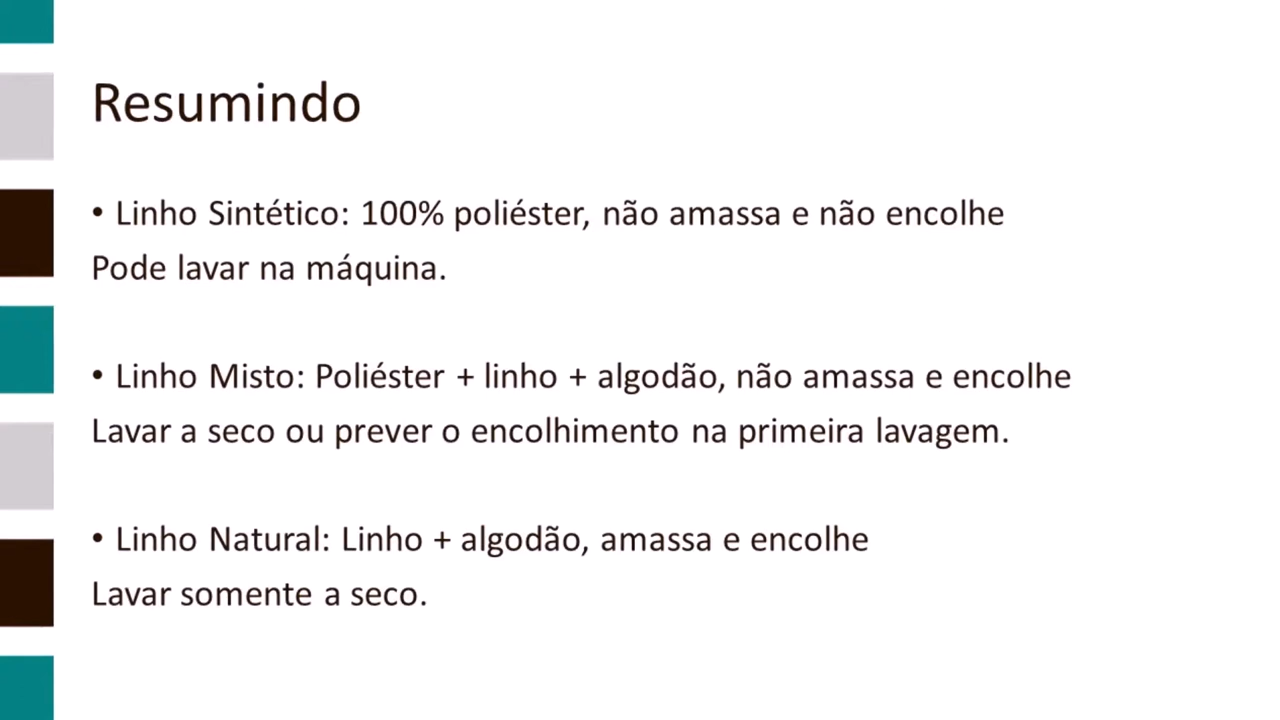 Resumindo
• Linho Sintético: 100% poliéster, não amassa e não encolhe
Pode lavar na máquina.
• Linho Misto: Poliéster + linho + algodão, não amassa e encolhe
Lavar a seco ou prever o encolhimento na primeira lavagem.
• Linho Natural: Linho + algodão, amassa e encolhe
Lavar somente a seco.